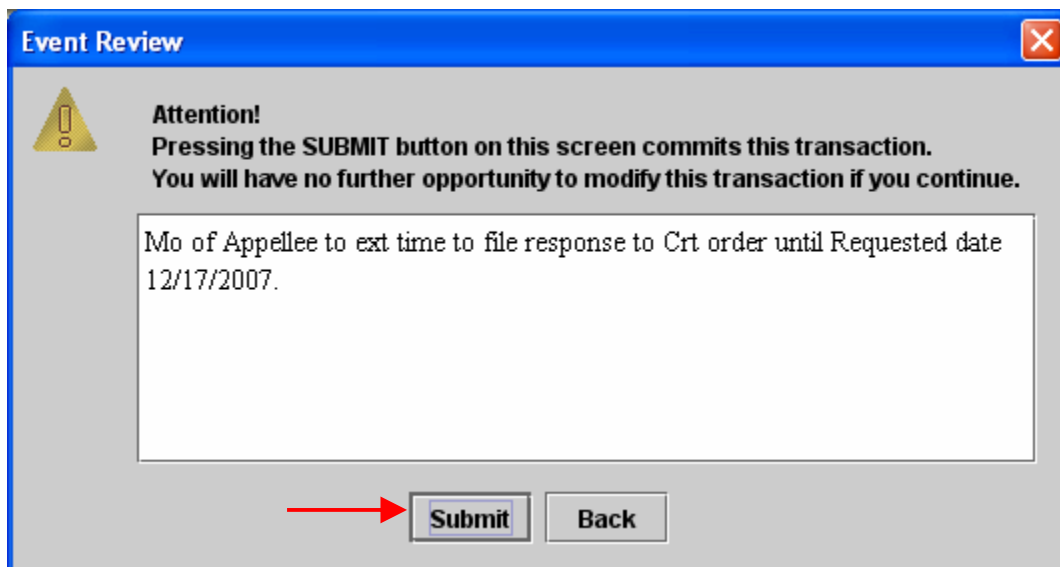 Event Review
Attention!
Pressing the SUBMIT button on this screen commits this transaction.
You will have no further opportunity to modify this transaction if you continue.
Mo of Appellee to ext time to file response to Crt order until Requested date
12/17/2007.
Submit Back